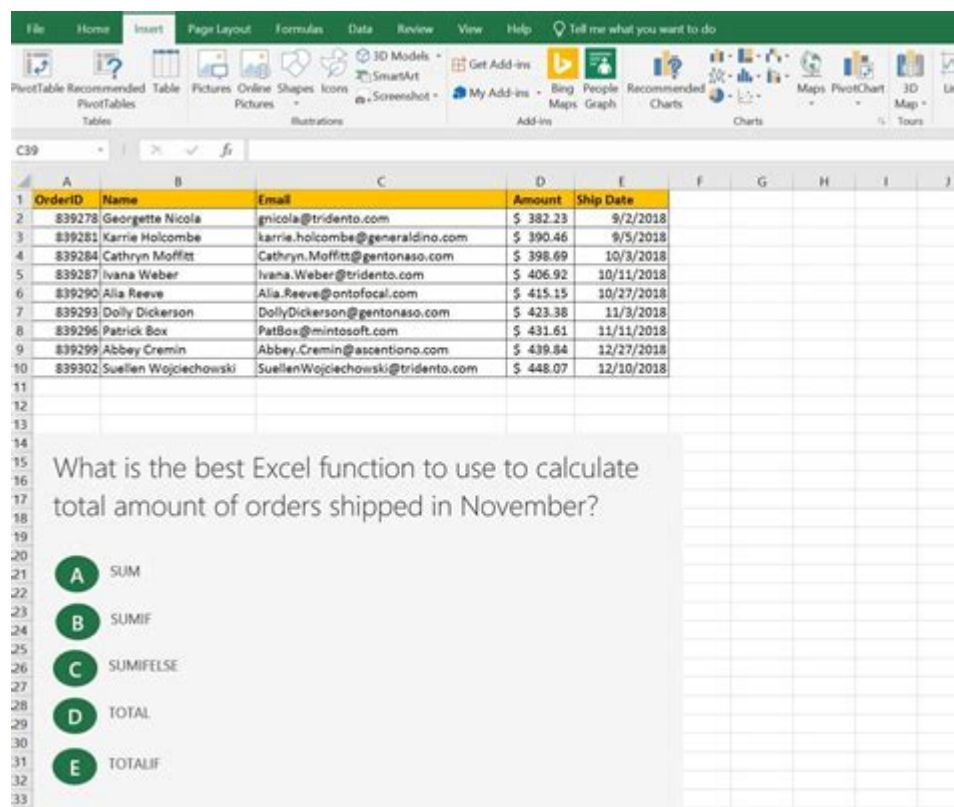 File Home Insert Page Layout Formulas Data Review View Help Tell me what you want to do
PivotTable Recommended PivotTables Table Pictures Online Pictures Shapes Icons 3D Models SmartArt Screenshot Get Add-ins My Add-ins Bing Maps People Graph Recommended Charts Maps PivotChart 3D Map
Tables Illustrations Add-ins Charts Tours
C39 fx
A B C D E F G H I J
1 OrderID Name Email Amount Ship Date
2 839278 Georgette Nicola gnicola@tridento.com $ 382.23 9/2/2018
3 839281 Karrie Holcombe karrie.holcombe@generaldino.com $ 390.46 9/5/2018
4 839284 Cathryn Moffitt Cathryn.Moffitt@gentonaso.com $ 398.69 10/3/2018
5 839287 Ivana Weber Ivana.Weber@tridento.com $ 406.92 10/11/2018
6 839290 Alia Reeve Alia.Reeve@ontofocal.com $ 415.15 10/27/2018
7 839293 Dolly Dickerson DollyDickerson@gentonaso.com $ 423.38 11/3/2018
8 839296 Patrick Box PatBox@mintosoft.com $ 431.61 11/11/2018
9 839299 Abbey Cremin Abbey.Cremin@ascentiono.com $ 439.84 12/27/2018
10 839302 Suellen Wojciechowski SuellenWojciechowski@tridento.com $ 448.07 12/10/2018
11
12
13
14
15
16
17
18
19
20
21
22
23
24
25
26
27
28
29
30
31
32
33
What is the best Excel function to use to calculate
total amount of orders shipped in November?
A SUM
B SUMIF
C SUMIFELSE
D TOTAL
E TOTALIF